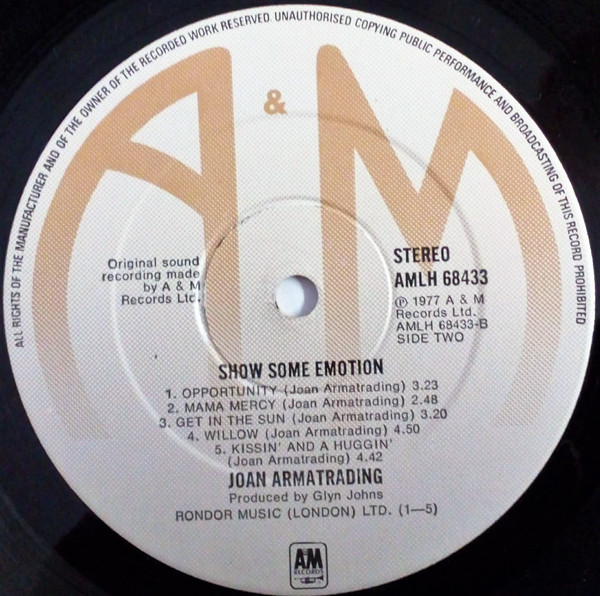 ALL RIGHTS OF THE MANUFACTURER AND OF THE OWNER OF THE RECORDED WORK RESERVED UNAUTHORISED COPYING PUBLIC PERFORMANCE AND BROADCASTING OF THIS RECORD PROHIBITED
A&M
Original sound
recording made
by A & M
Records Ltd.
STEREO
AMLH 68433
℗ 1977 A & M
Records Ltd.
AMLH 68433-B
SIDE TWO
SHOW SOME EMOTION
1. OPPORTUNITY (Joan Armatrading) 3.23
2. MAMA MERCY (Joan Armatrading) 2.48
3. GET IN THE SUN (Joan Armatrading) 3.20
4. WILLOW (Joan Armatrading) 4.50
5. KISSIN' AND A HUGGIN'
(Joan Armatrading) 4.42
JOAN ARMATRADING
Produced by Glyn Johns
RONDOR MUSIC (LONDON) LTD. (1—5)
A&M
RECORDS